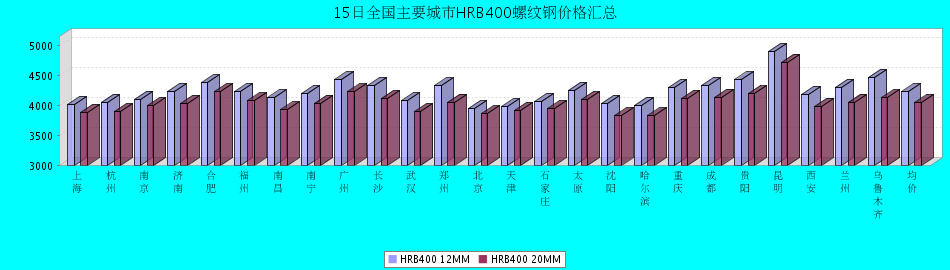 15日全国主要城市HRB400螺纹钢价格汇总
5000
4500
4000
3500
3000
上海
杭州
南京
济南
合肥
福州
南昌
南宁
广州
长沙
武汉
郑州
北京
天津
石家庄
太原
沈阳
哈尔滨
重庆
成都
贵阳
昆明
西安
兰州
乌鲁木齐
均价
HRB400 12MM HRB400 20MM